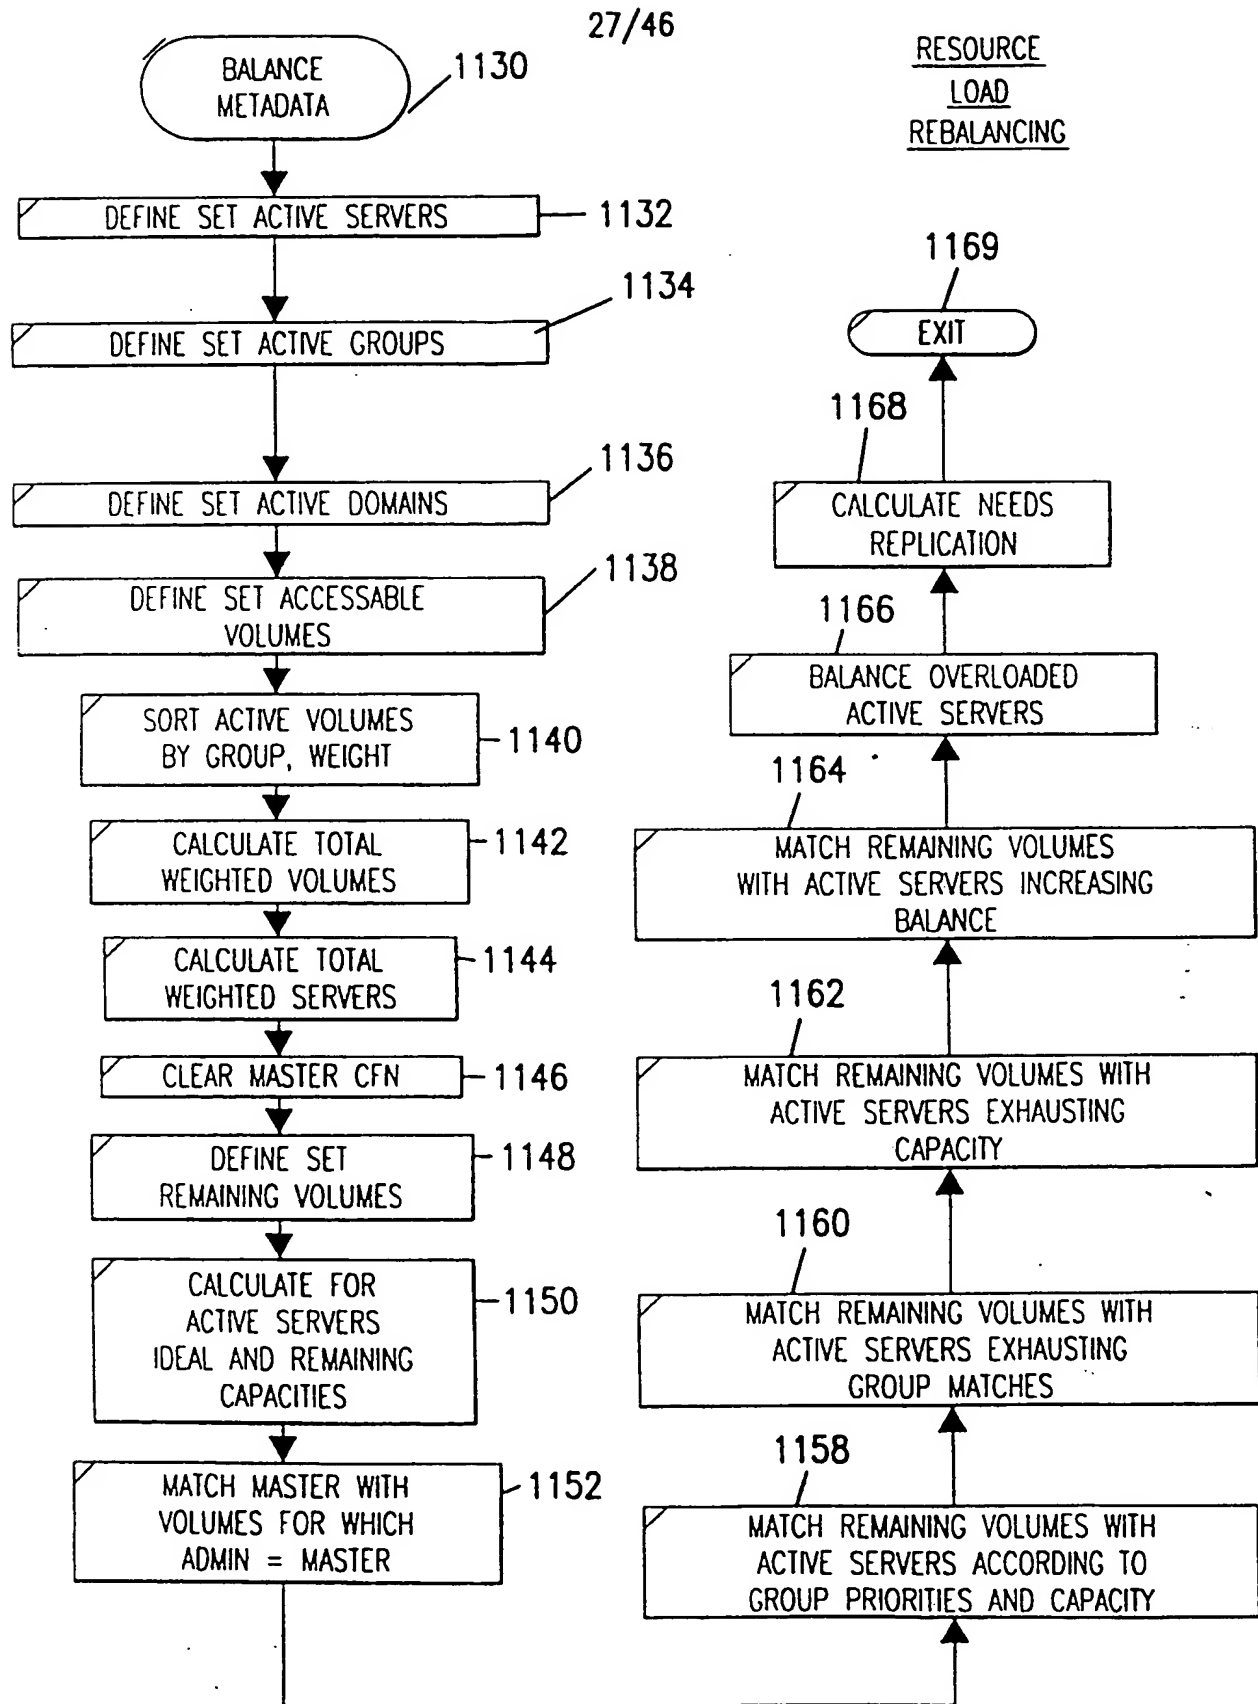 27/46
RESOURCE
LOAD
REBALANCING
BALANCE
METADATA
1130
DEFINE SET ACTIVE SERVERS
1132
1134
DEFINE SET ACTIVE GROUPS
1136
DEFINE SET ACTIVE DOMAINS
1138
DEFINE SET ACCESSABLE
VOLUMES
SORT ACTIVE VOLUMES
BY GROUP, WEIGHT
1140
CALCULATE TOTAL
WEIGHTED VOLUMES
1142
CALCULATE TOTAL
WEIGHTED SERVERS
1144
CLEAR MASTER CFN
1146
DEFINE SET
REMAINING VOLUMES
1148
CALCULATE FOR
ACTIVE SERVERS
IDEAL AND REMAINING
CAPACITIES
1150
MATCH MASTER WITH
VOLUMES FOR WHICH
ADMIN = MASTER
1152
1158
MATCH REMAINING VOLUMES WITH
ACTIVE SERVERS ACCORDING TO
GROUP PRIORITIES AND CAPACITY
1160
MATCH REMAINING VOLUMES WITH
ACTIVE SERVERS EXHAUSTING
GROUP MATCHES
1162
MATCH REMAINING VOLUMES WITH
ACTIVE SERVERS EXHAUSTING
CAPACITY
1164
MATCH REMAINING VOLUMES
WITH ACTIVE SERVERS INCREASING
BALANCE
1166
BALANCE OVERLOADED
ACTIVE SERVERS
1168
CALCULATE NEEDS
REPLICATION
1169
EXIT